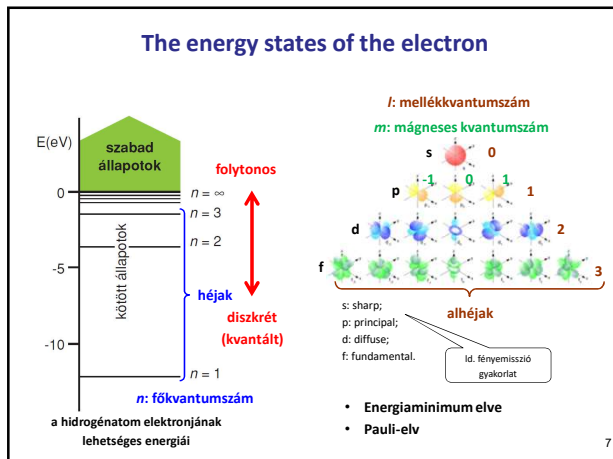 The energy states of the electron
E(eV)
szabad
állapotok
folytonos
0
n = ∞
n = 3
n = 2
-5
kötött állapotok
héjak
diszkrét
(kvantált)
-10
n = 1
n: főkvantumszám
a hidrogénatom elektronjának
lehetséges energiái
l: mellékkvantumszám
m: mágneses kvantumszám
s 0
-1 0 1
p 1
d 2
f 3
alhéjak
s: sharp;
p: principal;
d: diffuse;
f: fundamental.
ld. fényemisszió
gyakorlat
• Energiaminimum elve
• Pauli-elv
7